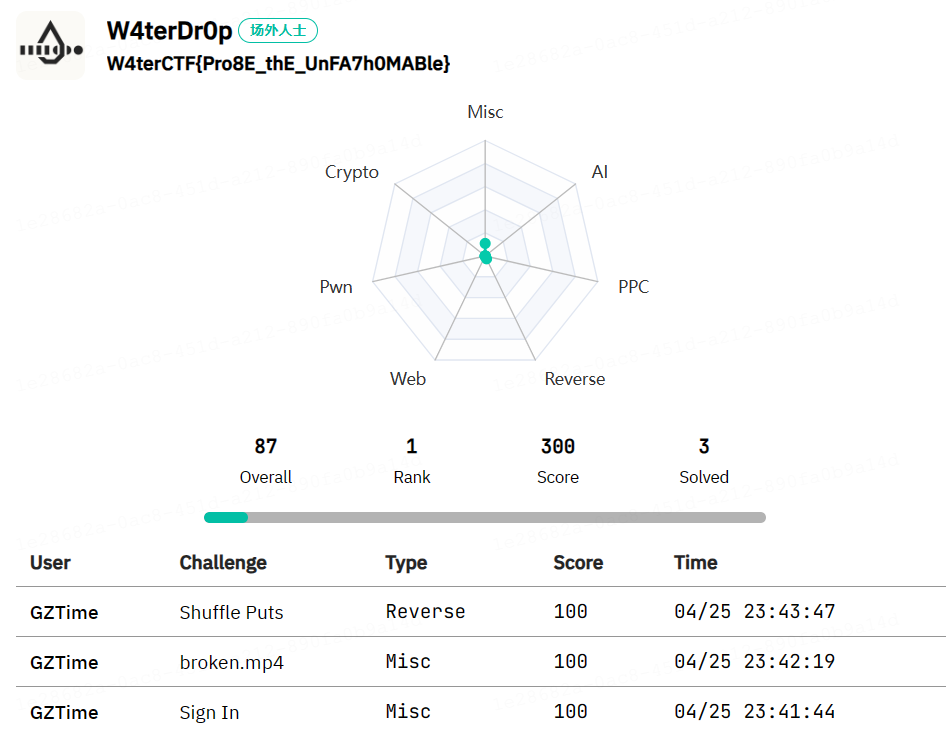 W4terDr0p 场外人士
W4terCTF{Pro8E_thE_UnFA7h0MABle}
Misc
Crypto
AI
Pwn
PPC
Web
Reverse
87 1 300 3
Overall Rank Score Solved
User Challenge Type Score Time
GZTime Shuffle Puts Reverse 100 04/25 23:43:47
GZTime broken.mp4 Misc 100 04/25 23:42:19
GZTime Sign In Misc 100 04/25 23:41:44